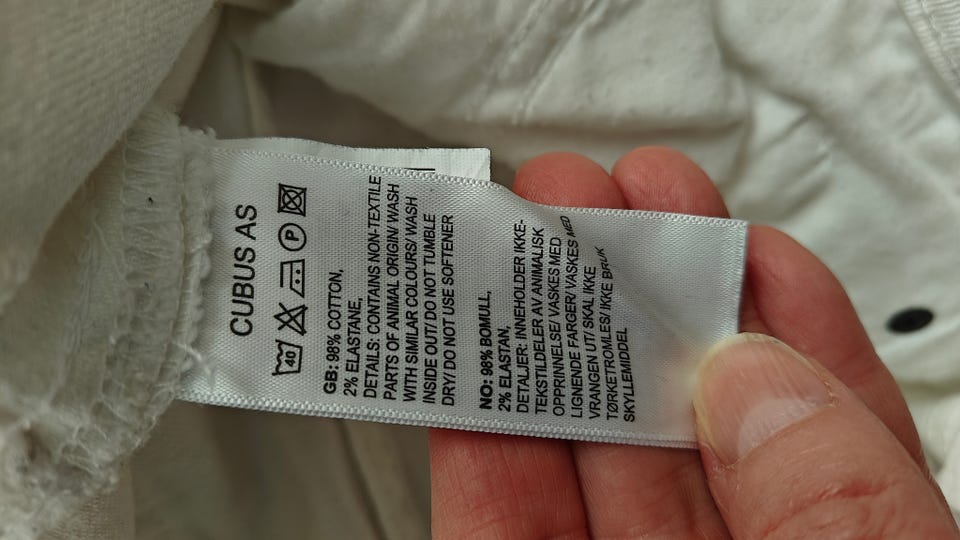 CUBUS AS
40 P
GB: 98% COTTON,
2% ELASTANE,
DETAILS: CONTAINS NON-TEXTILE
PARTS OF ANIMAL ORIGIN/ WASH
WITH SIMILAR COLOURS/ WASH
INSIDE OUT/ DO NOT TUMBLE
DRY/ DO NOT USE SOFTENER
NO: 98% BOMULL,
2% ELASTAN,
DETALJER: INNEHOLDER IKKE-
TEKSTILDELER AV ANIMALISK
OPPRINNELSE/ VASKES MED
LIGNENDE FARGER/ VASKES MED
VRANGEN UT/ SKAL IKKE
TØRKETROMLES/ IKKE BRUK
SKYLLEMIDDEL